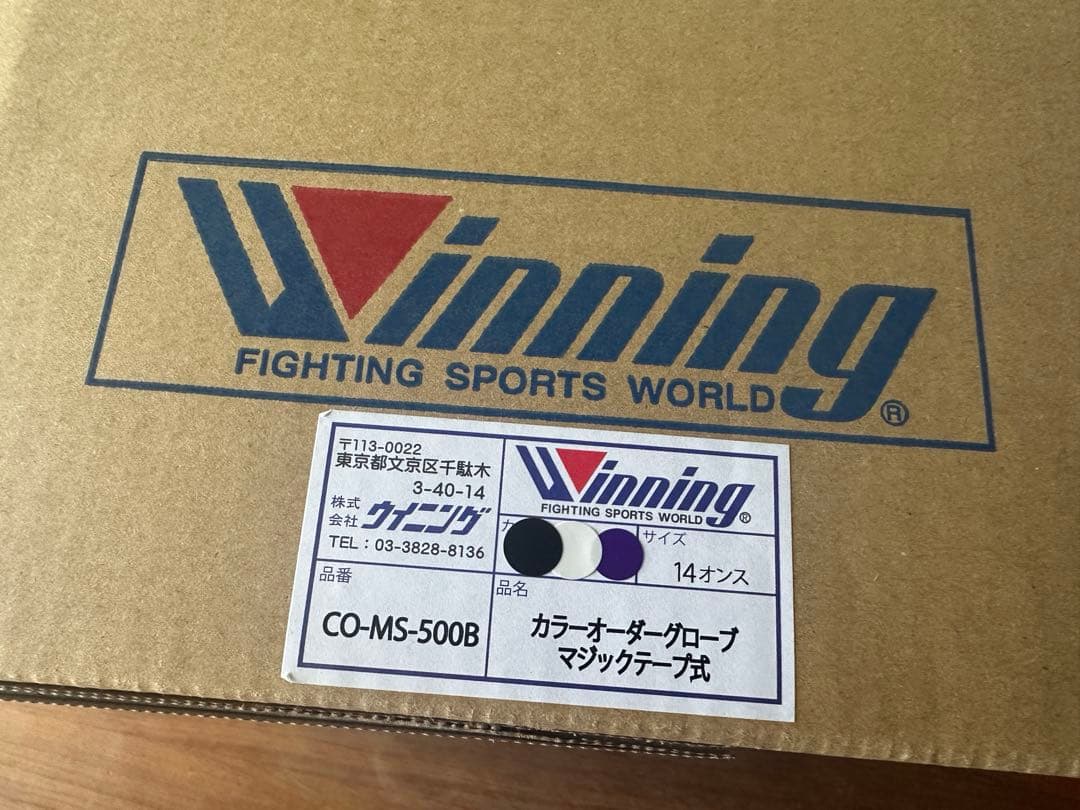 Winning
FIGHTING SPORTS WORLD®
〒113-0022
東京都文京区千駄木
3-40-14
株式
会社 ウイニング
TEL：03-3828-8136
Winning
FIGHTING SPORTS WORLD®
カ
サイズ
14オンス
品番
CO-MS-500B
品名
カラーオーダーグローブ
マジックテープ式